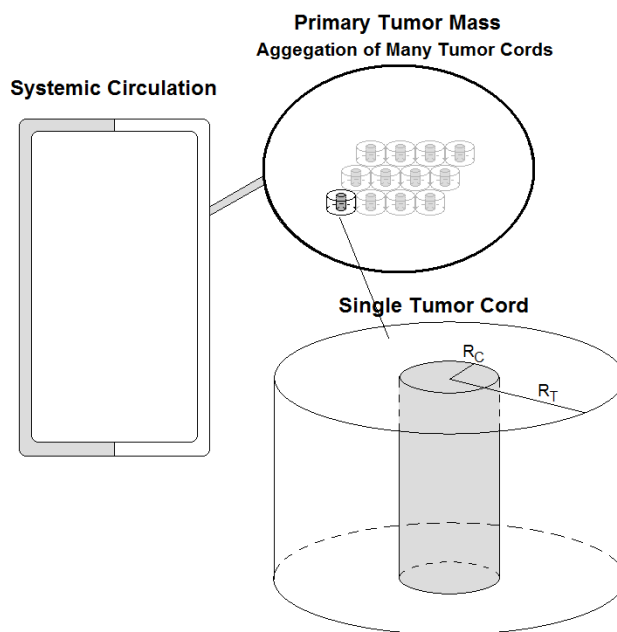 Primary Tumor Mass
Aggegation of Many Tumor Cords
Systemic Circulation
Single Tumor Cord
R_C
R_T